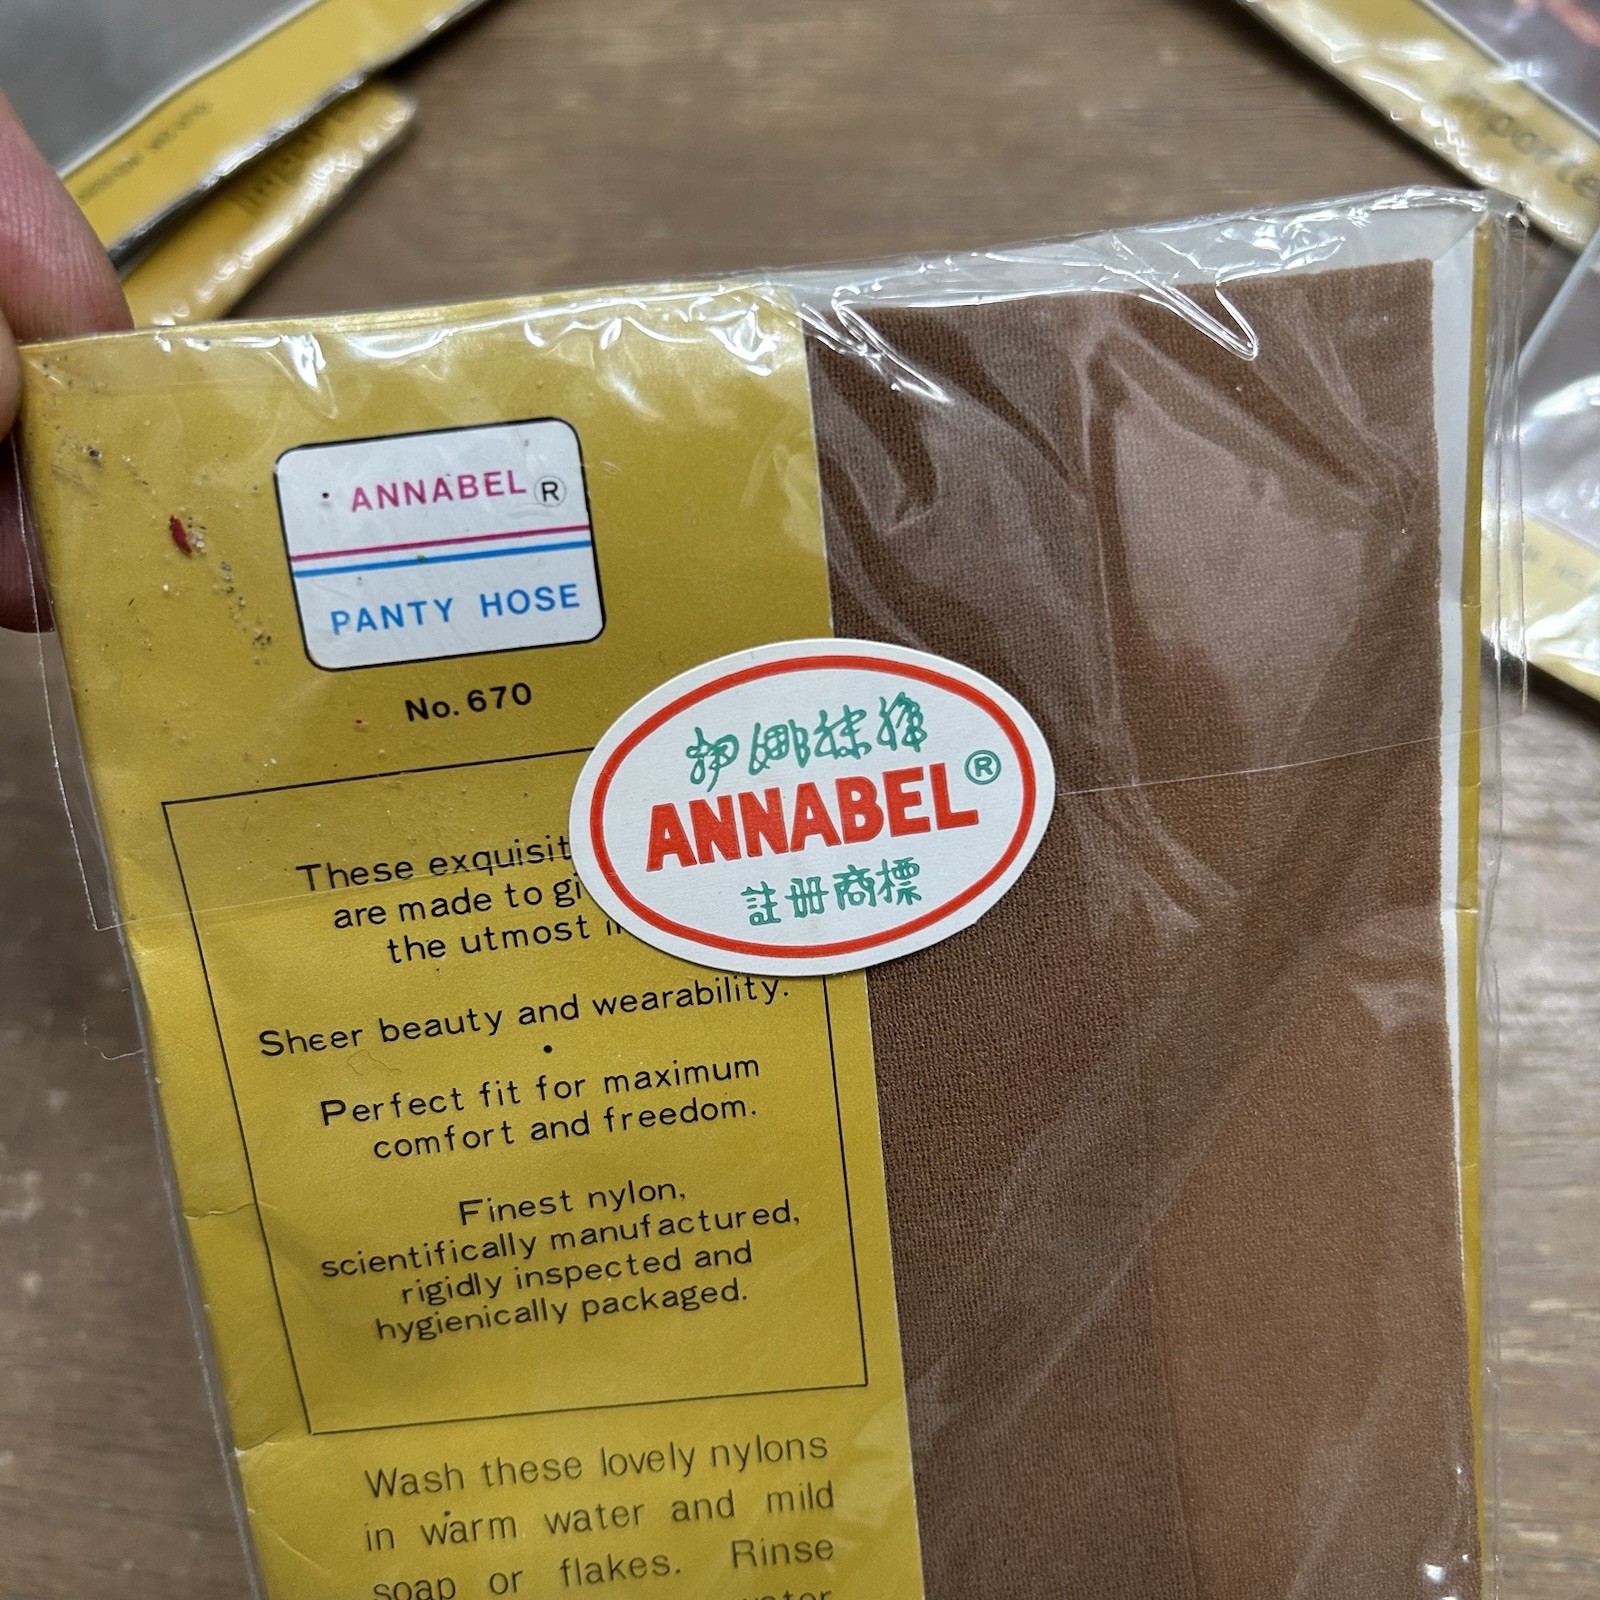 ANNABEL®
PANTY HOSE
No. 670
娜襪褲
ANNABEL®
註册商標
These exquisit
are made to gi
the utmost
Sheer beauty and wearability.
•
Perfect fit for maximum
comfort and freedom.
Finest nylon,
scientifically manufactured,
rigidly inspected and
hygienically packaged.
Wash these lovely nylons
in warm water and mild
soap or flakes. Rinse
water
importe